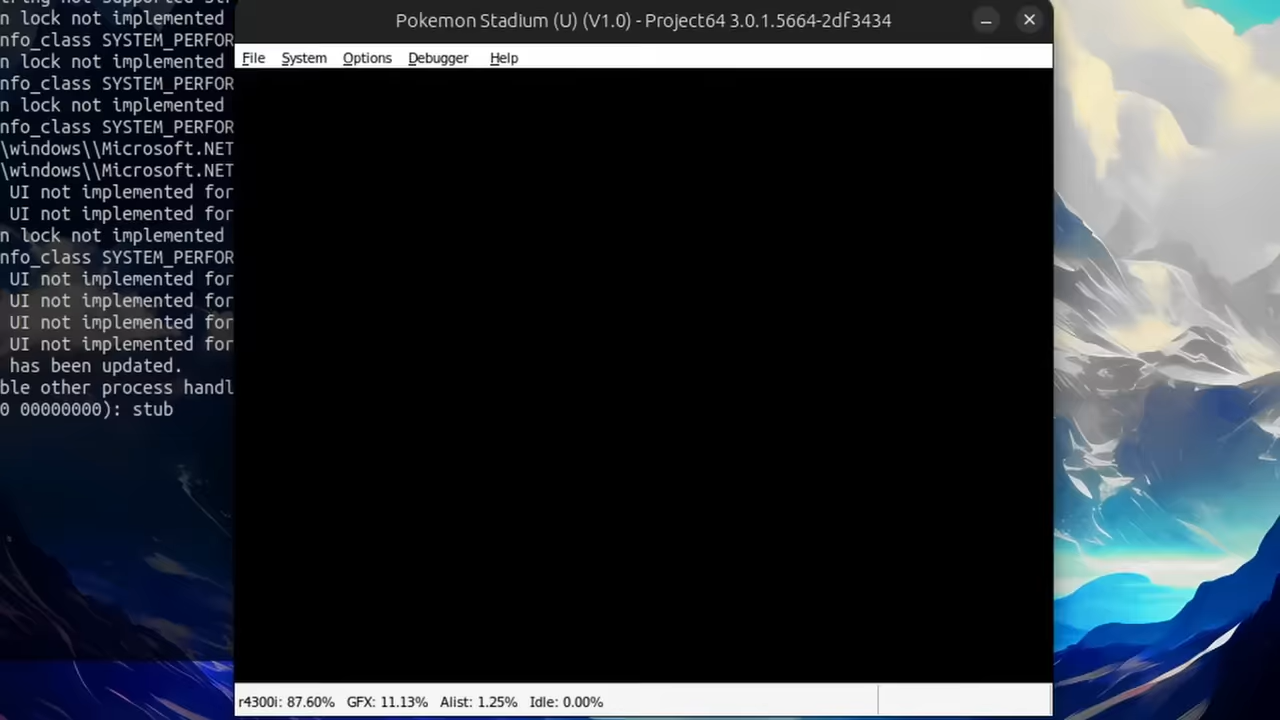 Pokemon Stadium (U) (V1.0) - Project64 3.0.1.5664-2df3434
File System Options Debugger Help
n lock not implemented
nfo_class SYSTEM_PERFOR
n lock not implemented
nfo_class SYSTEM_PERFOR
n lock not implemented
nfo_class SYSTEM_PERFOR
\windows\\Microsoft.NET
\windows\\Microsoft.NET
UI not implemented for
UI not implemented for
n lock not implemented
nfo_class SYSTEM_PERFOR
UI not implemented for
UI not implemented for
UI not implemented for
UI not implemented for
has been updated.
ble other process handl
0 00000000): stub
r4300i: 87.60% GFX: 11.13% Alist: 1.25% Idle: 0.00%